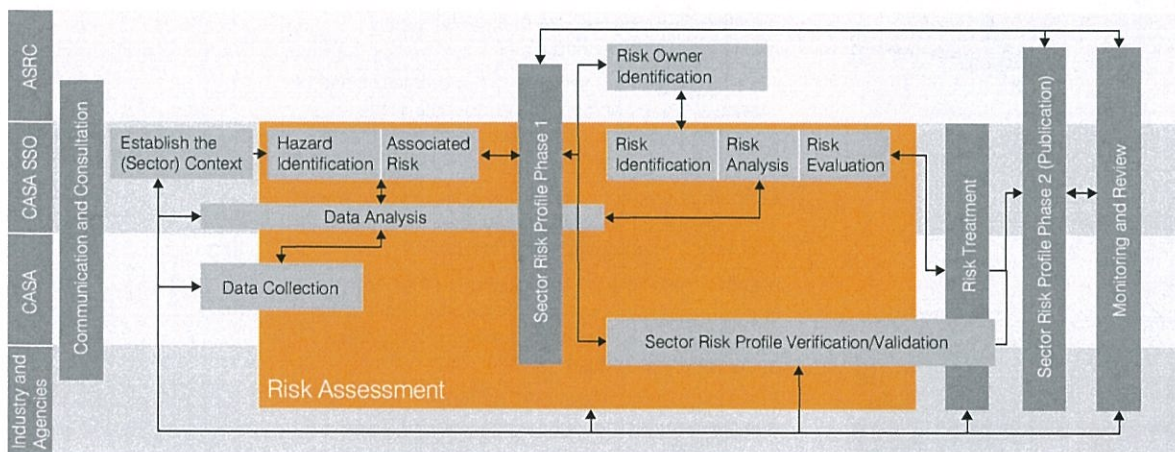 ASRC
CASA SSO
CASA
Industry and
Agencies
Communication and Consultation
Establish the
(Sector) Context
Hazard
Identification
Associated
Risk
Data Analysis
Data Collection
Risk Assessment
Sector Risk Profile Phase 1
Risk Owner
Identification
Risk
Identification
Risk
Analysis
Risk
Evaluation
Sector Risk Profile Verification/Validation
Risk Treatment
Sector Risk Profile Phase 2 (Publication)
Monitoring and Review